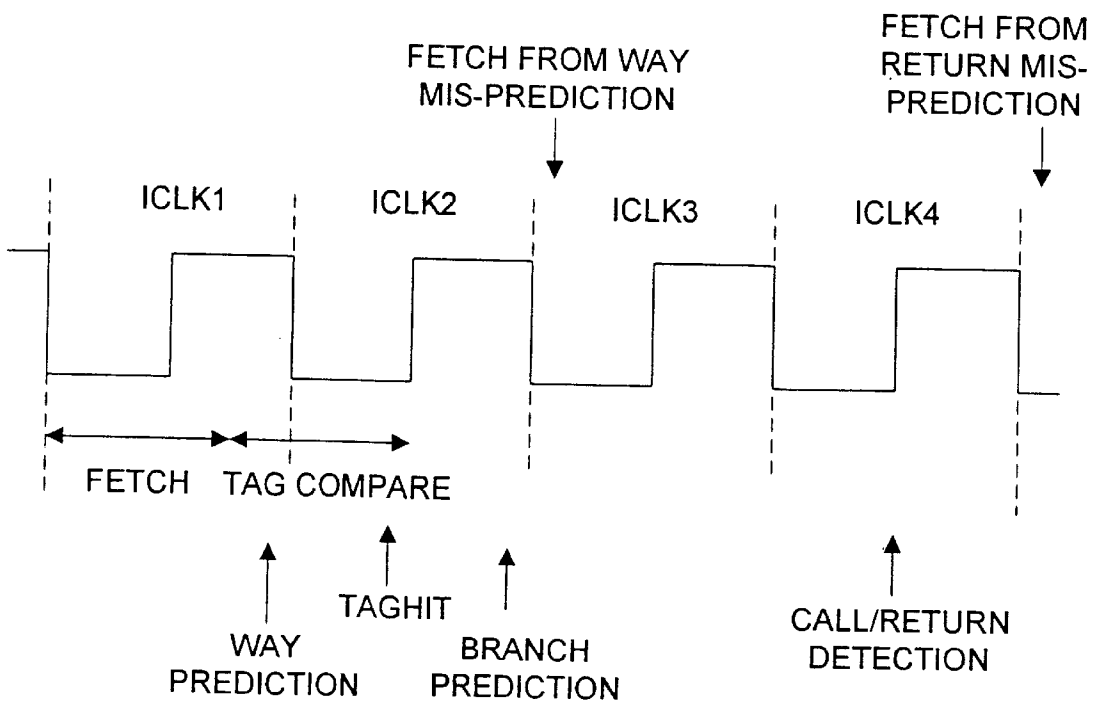 FETCH FROM WAY
MIS-PREDICTION
FETCH FROM
RETURN MIS-
PREDICTION
ICLK1
ICLK2
ICLK3
ICLK4
FETCH
TAG COMPARE
WAY
PREDICTION
TAGHIT
BRANCH
PREDICTION
CALL/RETURN
DETECTION